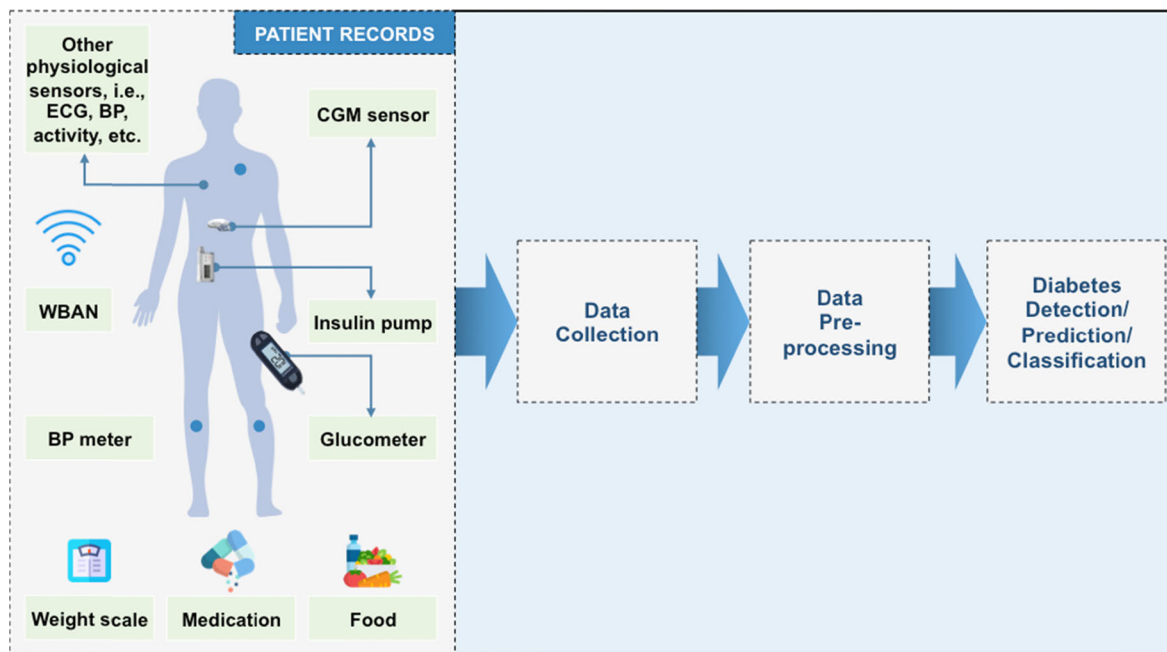 PATIENT RECORDS
Other
physiological
sensors, i.e.,
ECG, BP,
activity, etc.
CGM sensor
WBAN
Insulin pump
BP meter
Glucometer
Weight scale
Medication
Food
Data
Collection
Data
Pre-
processing
Diabetes
Detection/
Prediction/
Classification